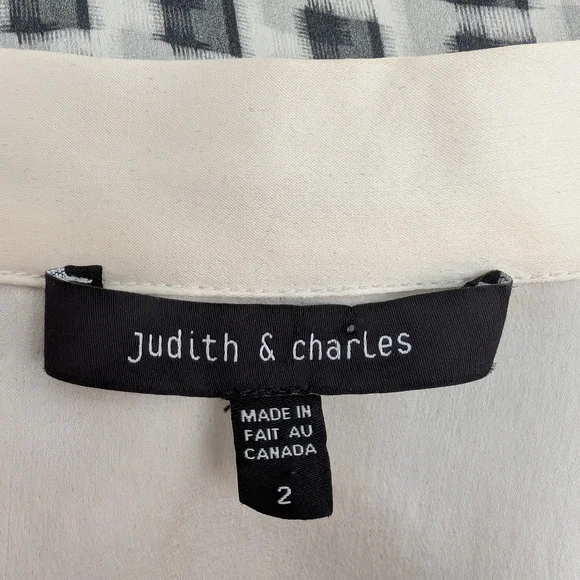 judith & charles
MADE IN
FAIT AU
CANADA
2